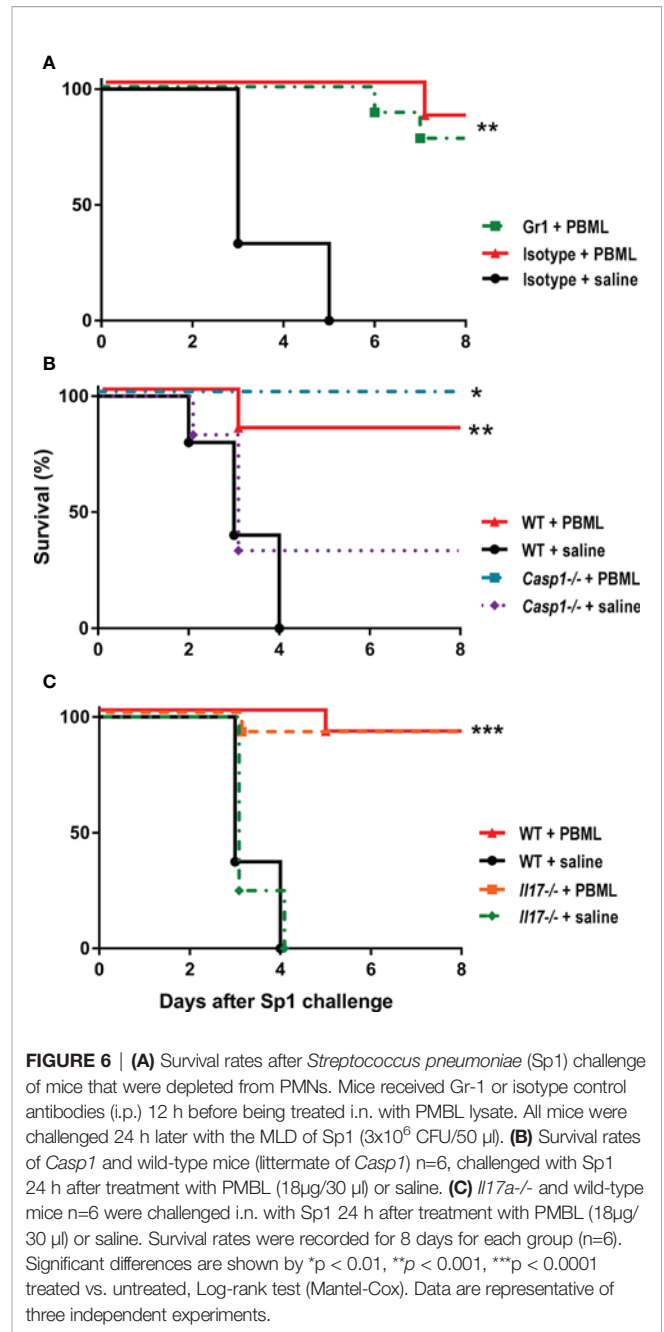 A
100
50
0
0 2 4 6 8
**
Gr1 + PBML
Isotype + PBML
Isotype + saline
B
100
50
0
0 2 4 6 8
*
**
WT + PBML
WT + saline
Casp1-/- + PBML
Casp1-/- + saline
Survival (%)
C
100
50
0
0 2 4 6 8
***
WT + PBML
WT + saline
Il17-/- + PBML
Il17-/- + saline
Days after Sp1 challenge
FIGURE 6 | (A) Survival rates after Streptococcus pneumoniae (Sp1) challenge
of mice that were depleted from PMNs. Mice received Gr-1 or isotype control
antibodies (i.p.) 12 h before being treated i.n. with PMBL lysate. All mice were
challenged 24 h later with the MLD of Sp1 (3x10⁶ CFU/50 µl). (B) Survival rates
of Casp1 and wild-type mice (littermate of Casp1) n=6, challenged with Sp1
24 h after treatment with PMBL (18µg/30 µl) or saline. (C) Il17a-/- and wild-type
mice n=6 were challenged i.n. with Sp1 24 h after treatment with PMBL (18µg/
30 µl) or saline. Survival rates were recorded for 8 days for each group (n=6).
Significant differences are shown by *p < 0.01, **p < 0.001, ***p < 0.0001
treated vs. untreated, Log-rank test (Mantel-Cox). Data are representative of
three independent experiments.